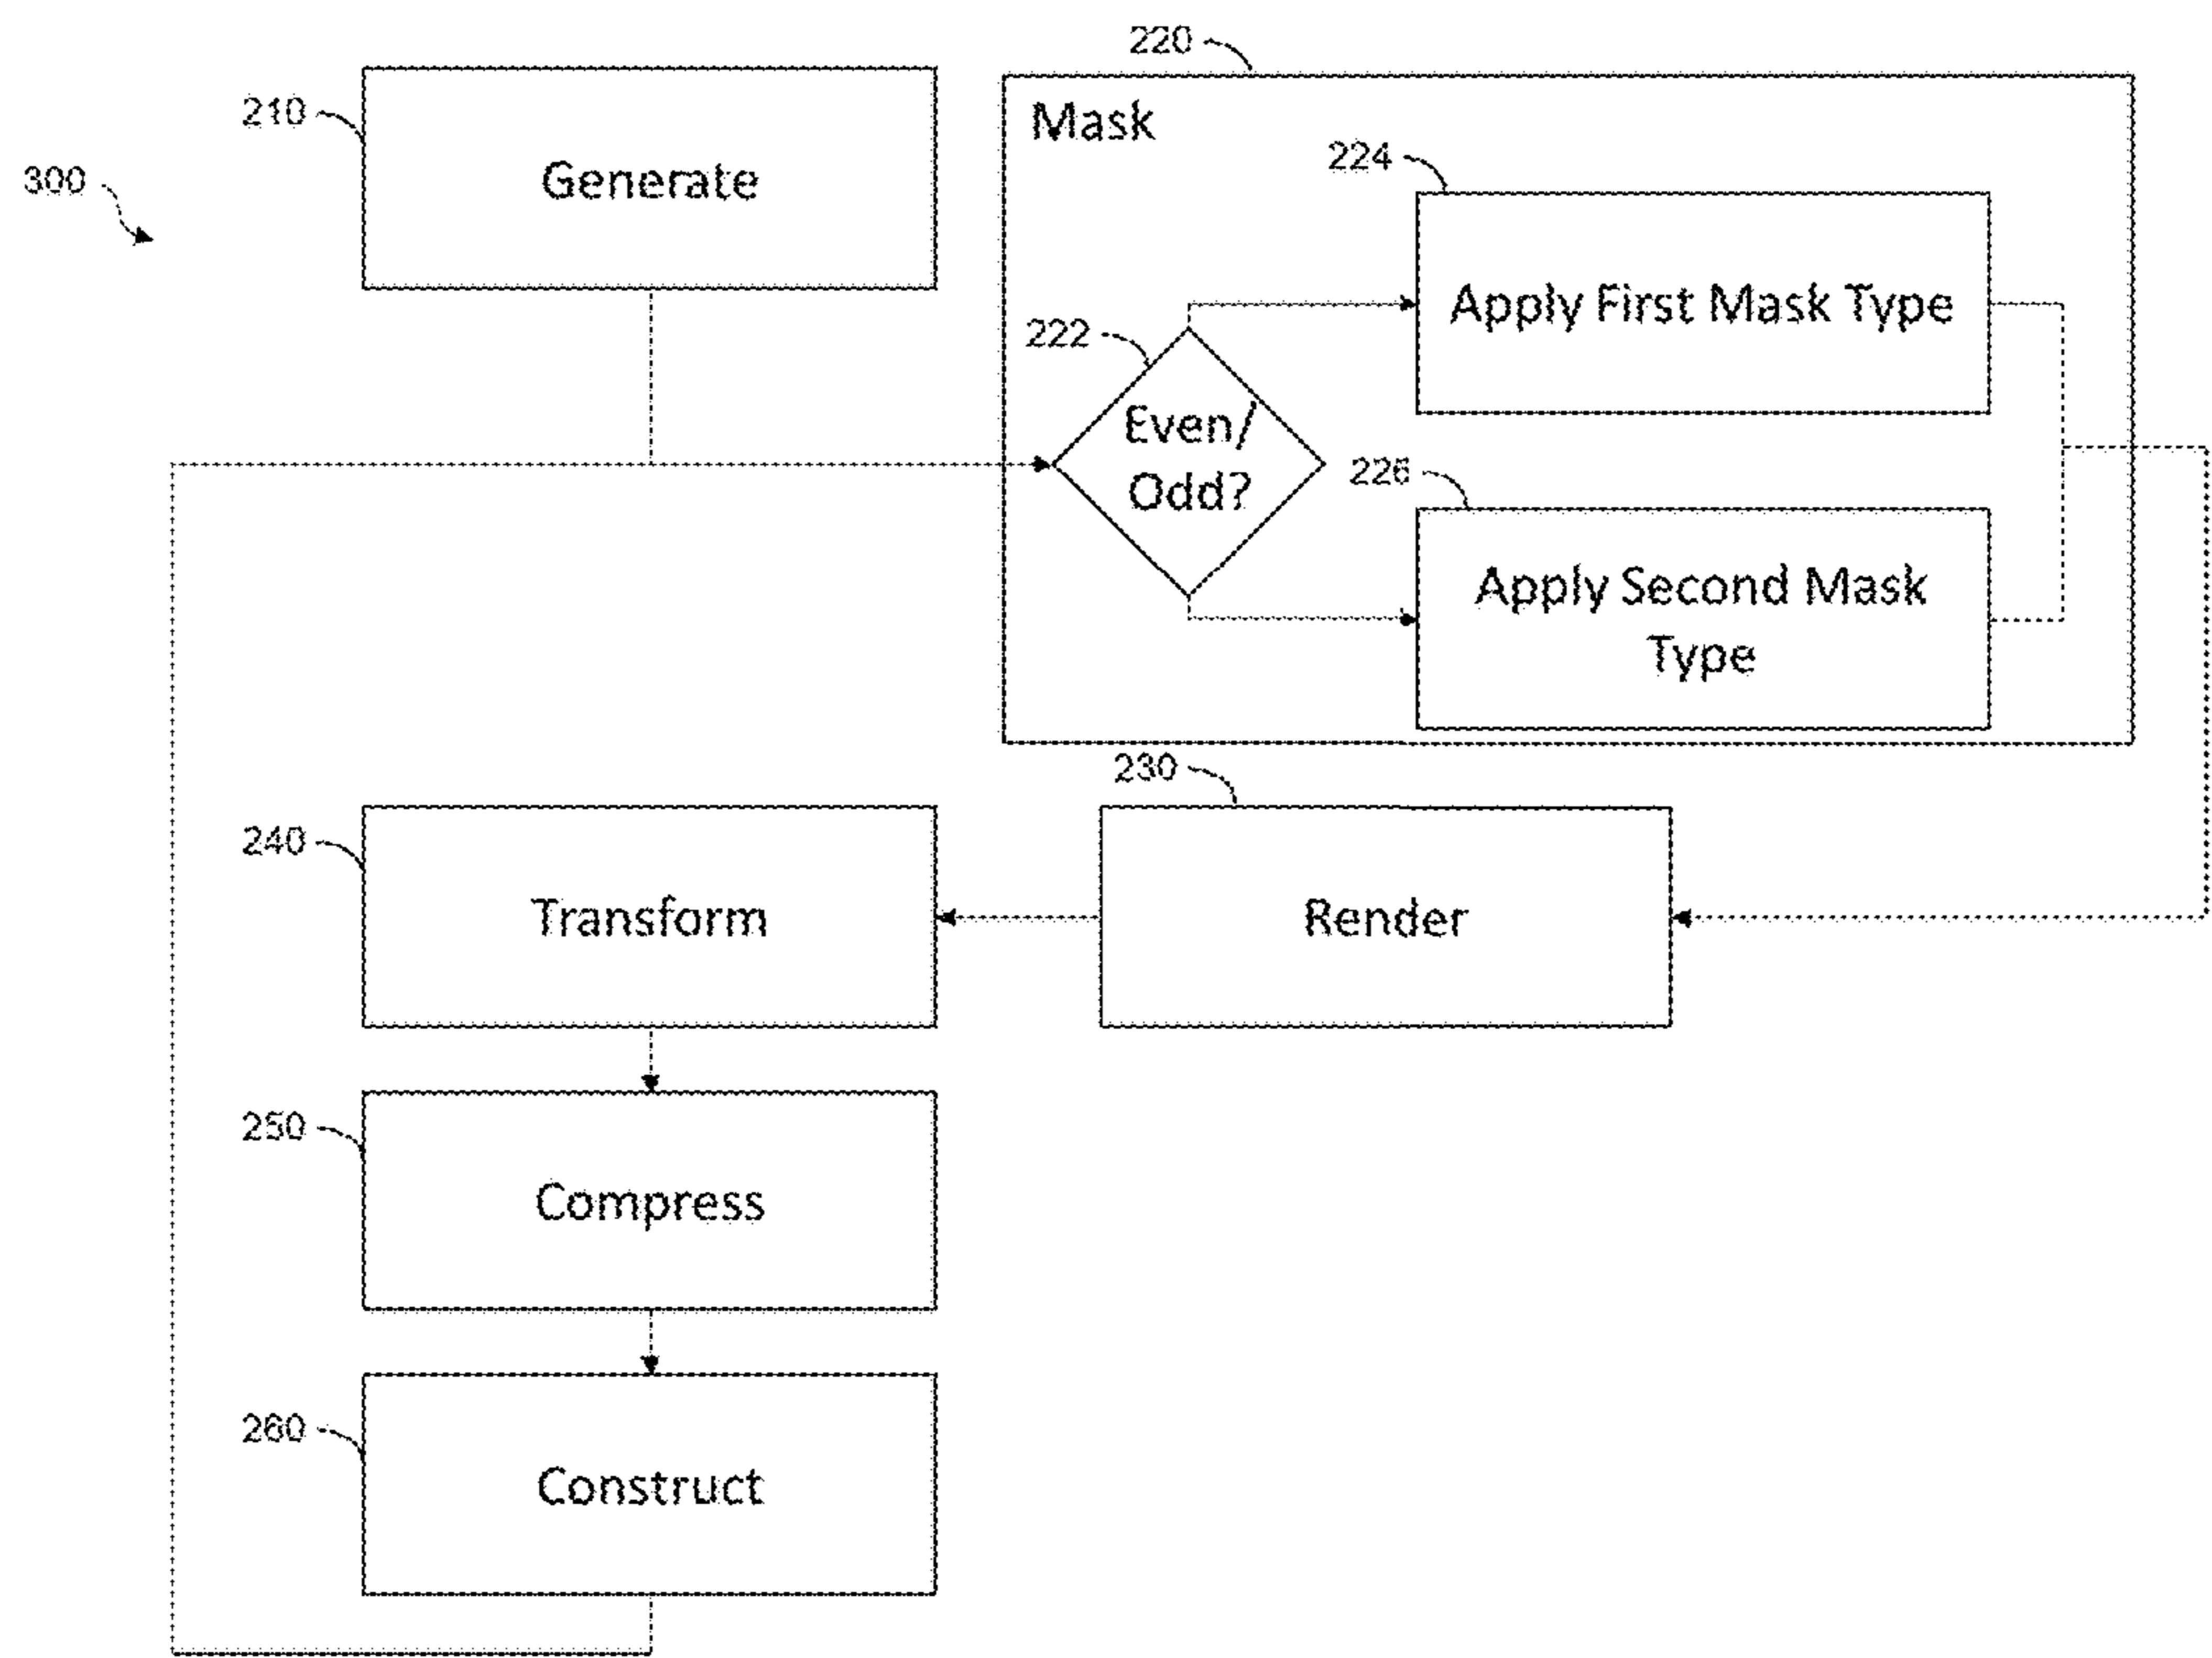 300
210
Generate
220
Mask
222
Even/
Odd?
224
Apply First Mask Type
226
Apply Second Mask
Type
230
Render
240
Transform
250
Compress
260
Construct